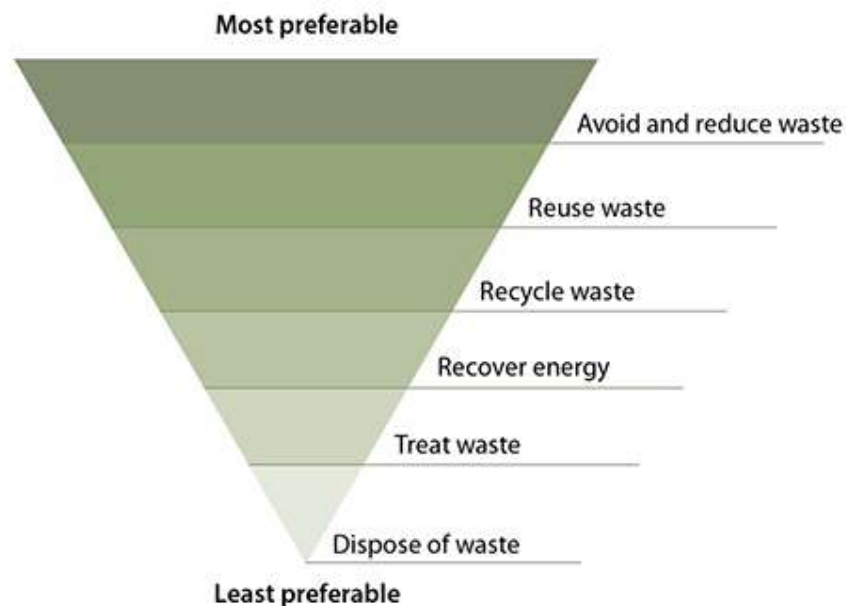 Most preferable
Avoid and reduce waste
Reuse waste
Recycle waste
Recover energy
Treat waste
Dispose of waste
Least preferable